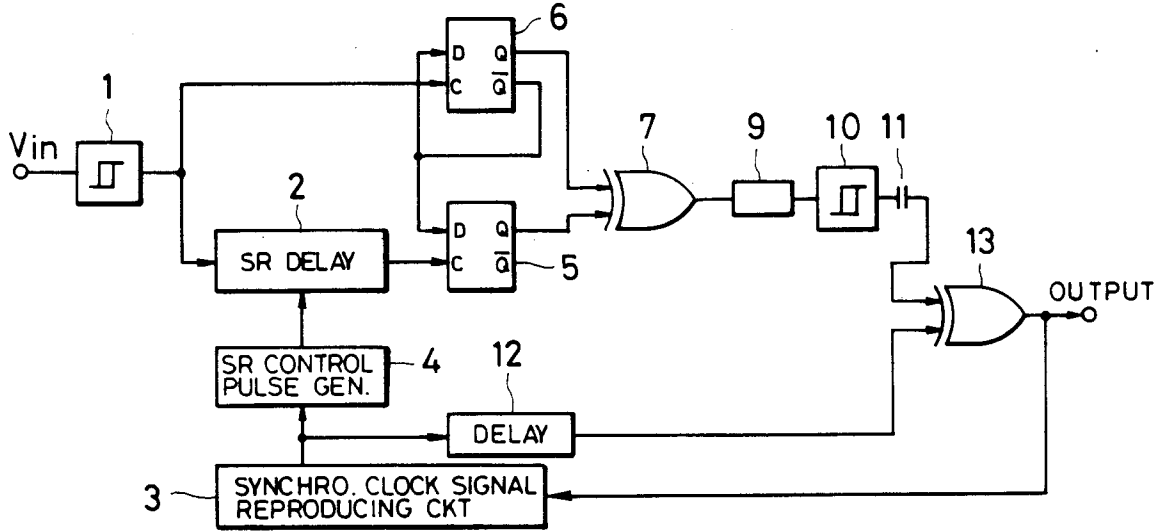 6
D Q
C Q̅
1
Vin
7
9
10
11
2
SR DELAY
D Q
C Q̅
5
13
OUTPUT
SR CONTROL
PULSE GEN.
4
12
DELAY
3
SYNCHRO. CLOCK SIGNAL
REPRODUCING CKT